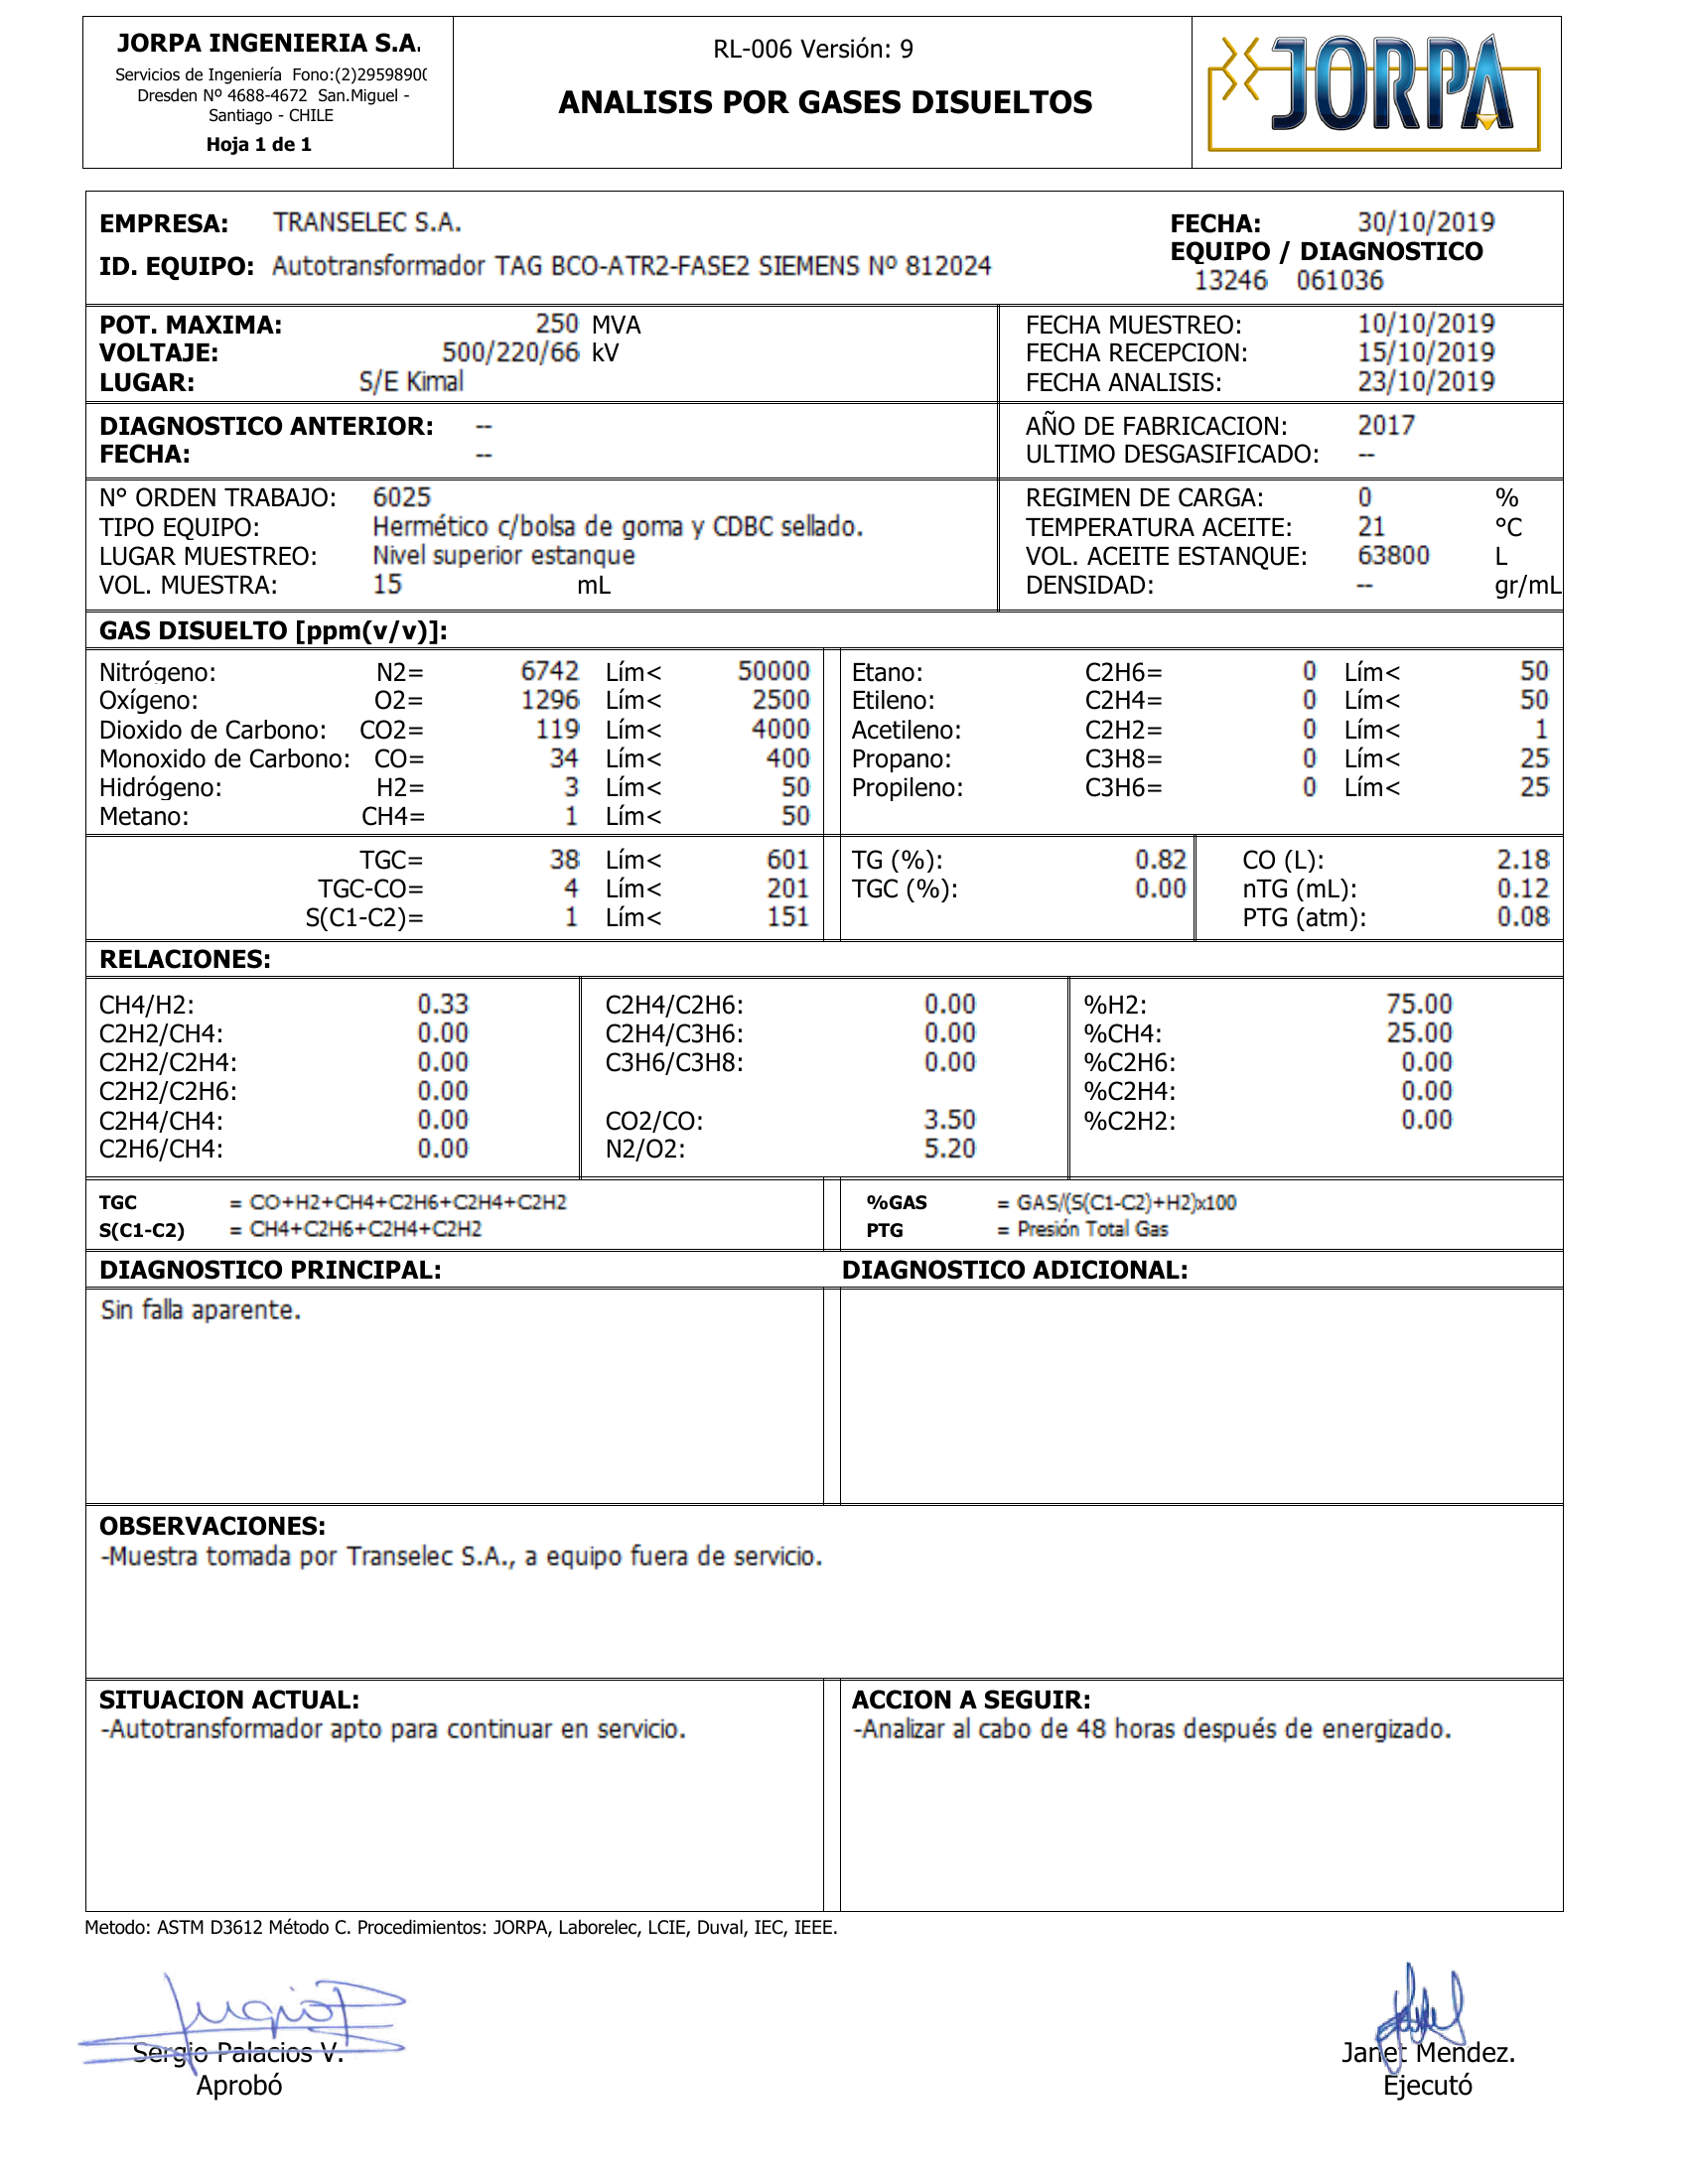 JORPA INGENIERIA S.A.
Servicios de Ingeniería Fono:(2)29598900
Dresden Nº 4688-4672 San.Miguel -
Santiago - CHILE
Hoja 1 de 1
RL-006 Versión: 9
ANALISIS POR GASES DISUELTOS
JORPA
EMPRESA: TRANSELEC S.A.
ID. EQUIPO: Autotransformador TAG BCO-ATR2-FASE2 SIEMENS Nº 812024
FECHA: 30/10/2019
EQUIPO / DIAGNOSTICO
13246 061036
POT. MAXIMA: 250 MVA
VOLTAJE: 500/220/66 kV
LUGAR: S/E Kimal
FECHA MUESTREO: 10/10/2019
FECHA RECEPCION: 15/10/2019
FECHA ANALISIS: 23/10/2019
DIAGNOSTICO ANTERIOR: --
FECHA: --
AÑO DE FABRICACION: 2017
ULTIMO DESGASIFICADO: --
N° ORDEN TRABAJO: 6025
TIPO EQUIPO: Hermético c/bolsa de goma y CDBC sellado.
LUGAR MUESTREO: Nivel superior estanque
VOL. MUESTRA: 15 mL
REGIMEN DE CARGA: 0 %
TEMPERATURA ACEITE: 21 °C
VOL. ACEITE ESTANQUE: 63800 L
DENSIDAD: -- gr/mL
GAS DISUELTO [ppm(v/v)]:
Nitrógeno: N2= 6742 Lím< 50000
Oxígeno: O2= 1296 Lím< 2500
Dioxido de Carbono: CO2= 119 Lím< 4000
Monoxido de Carbono: CO= 34 Lím< 400
Hidrógeno: H2= 3 Lím< 50
Metano: CH4= 1 Lím< 50
Etano: C2H6= 0 Lím< 50
Etileno: C2H4= 0 Lím< 50
Acetileno: C2H2= 0 Lím< 1
Propano: C3H8= 0 Lím< 25
Propileno: C3H6= 0 Lím< 25
TGC= 38 Lím< 601
TGC-CO= 4 Lím< 201
S(C1-C2)= 1 Lím< 151
TG (%): 0.82
TGC (%): 0.00
CO (L): 2.18
nTG (mL): 0.12
PTG (atm): 0.08
RELACIONES:
CH4/H2: 0.33
C2H2/CH4: 0.00
C2H2/C2H4: 0.00
C2H2/C2H6: 0.00
C2H4/CH4: 0.00
C2H6/CH4: 0.00
C2H4/C2H6: 0.00
C2H4/C3H6: 0.00
C3H6/C3H8: 0.00
CO2/CO: 3.50
N2/O2: 5.20
%H2: 75.00
%CH4: 25.00
%C2H6: 0.00
%C2H4: 0.00
%C2H2: 0.00
TGC = CO+H2+CH4+C2H6+C2H4+C2H2
S(C1-C2) = CH4+C2H6+C2H4+C2H2
%GAS = GAS/(S(C1-C2)+H2)x100
PTG = Presión Total Gas
DIAGNOSTICO PRINCIPAL:
Sin falla aparente.
DIAGNOSTICO ADICIONAL:
OBSERVACIONES:
-Muestra tomada por Transelec S.A., a equipo fuera de servicio.
SITUACION ACTUAL:
-Autotransformador apto para continuar en servicio.
ACCION A SEGUIR:
-Analizar al cabo de 48 horas después de energizado.
Metodo: ASTM D3612 Método C. Procedimientos: JORPA, Laborelec, LCIE, Duval, IEC, IEEE.
Sergio Palacios V.
Aprobó
Janet Mendez.
Ejecutó